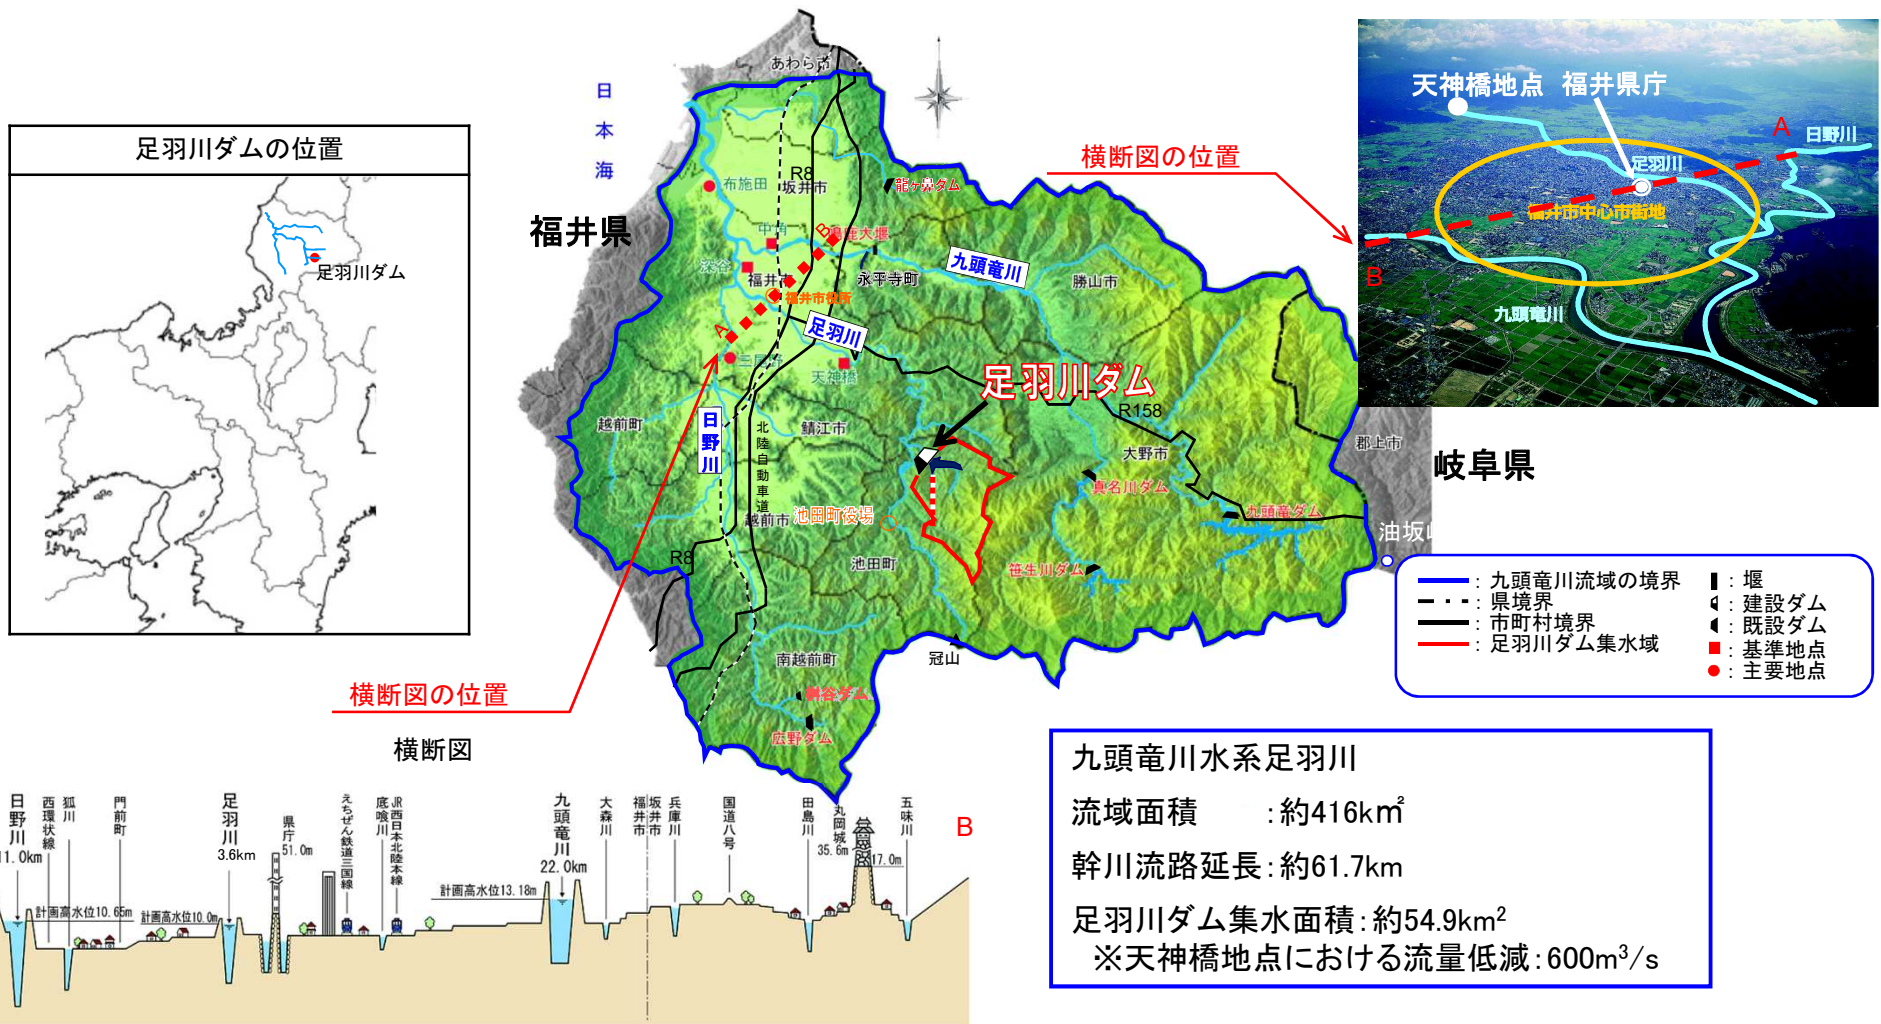 足羽川ダムの位置
足羽川ダム
日本海
福井県
岐阜県
あわら市
布施田
R8
坂井市
龍ヶ鼻ダム
中角
B
鳴鹿大堰
深谷
福井市
永平寺町
九頭竜川
勝山市
福井市役所
A
足羽川
三尾野
天神橋
足羽川ダム
R158
越前町
日野川
鯖江市
北陸自動車道
大野市
郡上市
真名川ダム
越前市
池田町役場
九頭竜ダム
油坂
R8
池田町
笹生川ダム
冠山
南越前町
桝谷ダム
広野ダム
横断図の位置
横断図の位置
天神橋地点
福井県庁
A
日野川
足羽川
福井市中心市街地
B
九頭竜川
:九頭竜川流域の境界
:県境界
:市町村境界
:足羽川ダム集水域
:堰
:建設ダム
:既設ダム
:基準地点
:主要地点
横断図
日野川
11.0km
西環状線
狐川
門前町
足羽川
3.6km
県庁
51.0m
えちぜん鉄道三国線
底喰川
JR西日本北陸本線
九頭竜川
22.0km
大森川
福井市
坂井市
兵庫川
国道八号
田島川
丸岡城
35.6m
17.0m
五味川
B
計画高水位10.65m
計画高水位10.0m
計画高水位13.18m
九頭竜川水系足羽川
流域面積 :約416k㎡
幹川流路延長:約61.7km
足羽川ダム集水面積:約54.9km²
※天神橋地点における流量低減:600m³/s